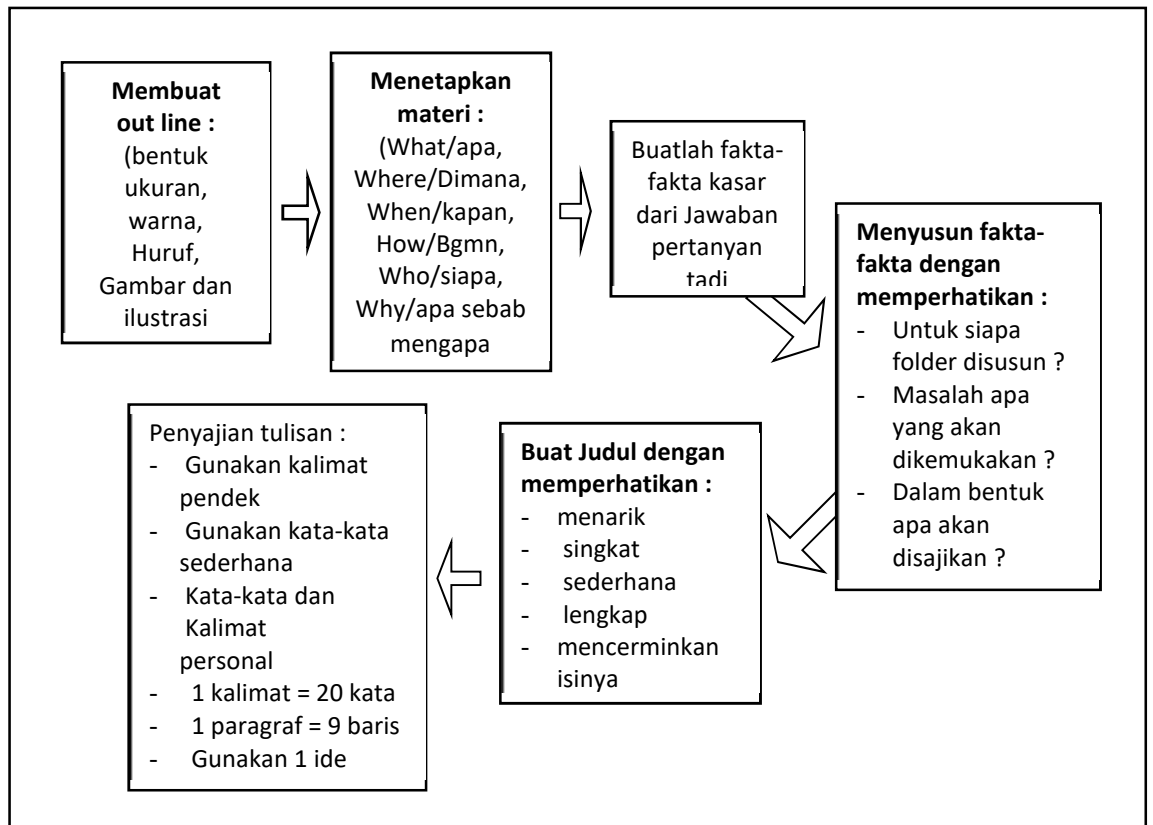 Membuat
out line :
(bentuk
ukuran,
warna,
Huruf,
Gambar dan
ilustrasi
Menetapkan
materi :
(What/apa,
Where/Dimana,
When/kapan,
How/Bgmn,
Who/siapa,
Why/apa sebab
mengapa
Buatlah fakta-
fakta kasar
dari Jawaban
pertanyan
tadi
Menyusun fakta-
fakta dengan
memperhatikan :
- Untuk siapa
folder disusun ?
- Masalah apa
yang akan
dikemukakan ?
- Dalam bentuk
apa akan
disajikan ?
Buat Judul dengan
memperhatikan :
- menarik
- singkat
- sederhana
- lengkap
- mencerminkan
isinya
Penyajian tulisan :
- Gunakan kalimat
pendek
- Gunakan kata-kata
sederhana
- Kata-kata dan
Kalimat
personal
- 1 kalimat = 20 kata
- 1 paragraf = 9 baris
- Gunakan 1 ide